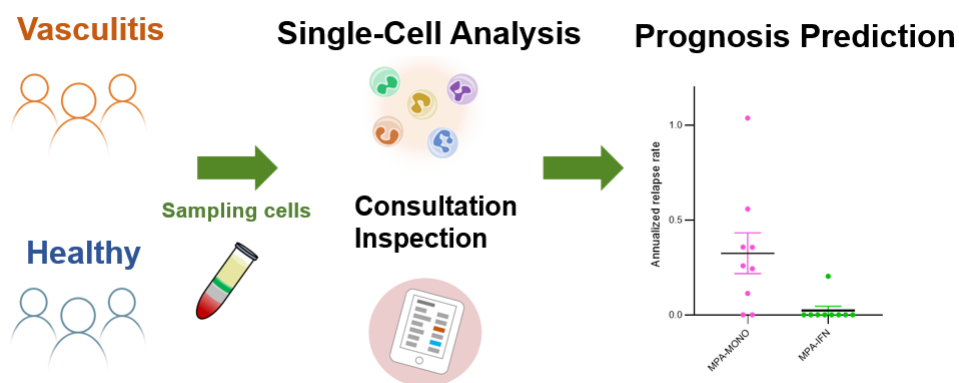 Vasculitis
Healthy
Sampling cells
Single-Cell Analysis
Consultation
Inspection
Prognosis Prediction
Annualized relapse rate
1.0
0.5
0.0
MPA-MONO
MPA-IFN